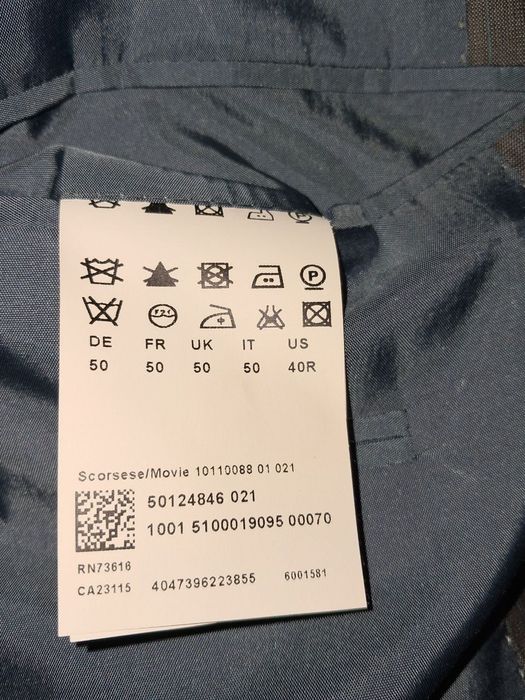 P
DE FR UK IT US
50 50 50 50 40R
Scorsese/Movie 10110088 01 021
50124846 021
1001 5100019095 00070
RN73616
CA23115 4047396223855 6001581